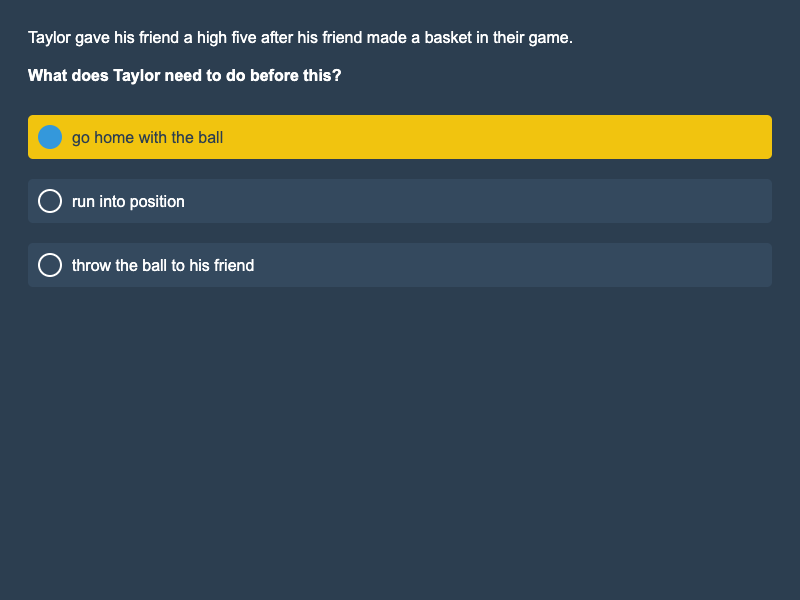 Taylor gave his friend a high five after his friend made a basket in their game.
What does Taylor need to do before this?
go home with the ball
run into position
throw the ball to his friend